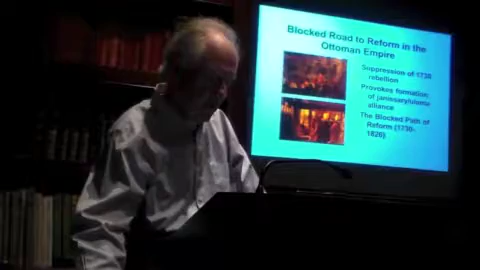 Blocked Road to Reform in the
Ottoman Empire
Suppression of 1730
rebellion
Provokes formation
of janissary/ulema
alliance
The Blocked Path of
Reform (1730-
1826)